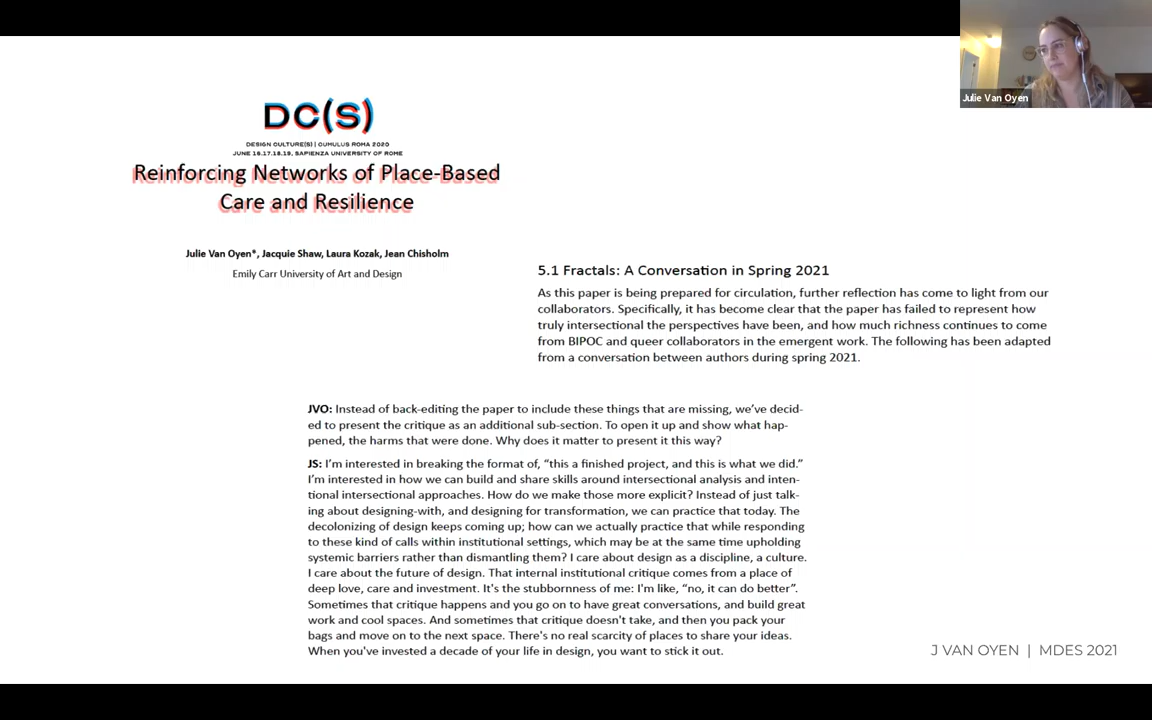 Julie Van Oyen
DC(S)
DESIGN CULTURE(S) | CUMULUS ROMA 2020
JUNE 16.17.18.19, SAPIENZA UNIVERSITY OF ROME
Reinforcing Networks of Place-Based
Care and Resilience
Julie Van Oyen*, Jacquie Shaw, Laura Kozak, Jean Chisholm
Emily Carr University of Art and Design
5.1 Fractals: A Conversation in Spring 2021
As this paper is being prepared for circulation, further reflection has come to light from our
collaborators. Specifically, it has become clear that the paper has failed to represent how
truly intersectional the perspectives have been, and how much richness continues to come
from BIPOC and queer collaborators in the emergent work. The following has been adapted
from a conversation between authors during spring 2021.
JVO: Instead of back-editing the paper to include these things that are missing, we've decid-
ed to present the critique as an additional sub-section. To open it up and show what hap-
pened, the harms that were done. Why does it matter to present it this way?
JS: I'm interested in breaking the format of, "this a finished project, and this is what we did."
I'm interested in how we can build and share skills around intersectional analysis and inten-
tional intersectional approaches. How do we make those more explicit? Instead of just talk-
ing about designing-with, and designing for transformation, we can practice that today. The
decolonizing of design keeps coming up; how can we actually practice that while responding
to these kind of calls within institutional settings, which may be at the same time upholding
systemic barriers rather than dismantling them? I care about design as a discipline, a culture.
I care about the future of design. That internal institutional critique comes from a place of
deep love, care and investment. It's the stubbornness of me: I'm like, "no, it can do better".
Sometimes that critique happens and you go on to have great conversations, and build great
work and cool spaces. And sometimes that critique doesn't take, and then you pack your
bags and move on to the next space. There's no real scarcity of places to share your ideas.
When you've invested a decade of your life in design, you want to stick it out.
J VAN OYEN | MDES 2021